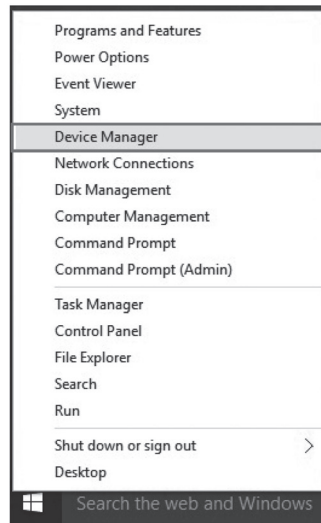 Programs and Features
Power Options
Event Viewer
System
Device Manager
Network Connections
Disk Management
Computer Management
Command Prompt
Command Prompt (Admin)
Task Manager
Control Panel
File Explorer
Search
Run
Shut down or sign out
Desktop
Search the web and Windows